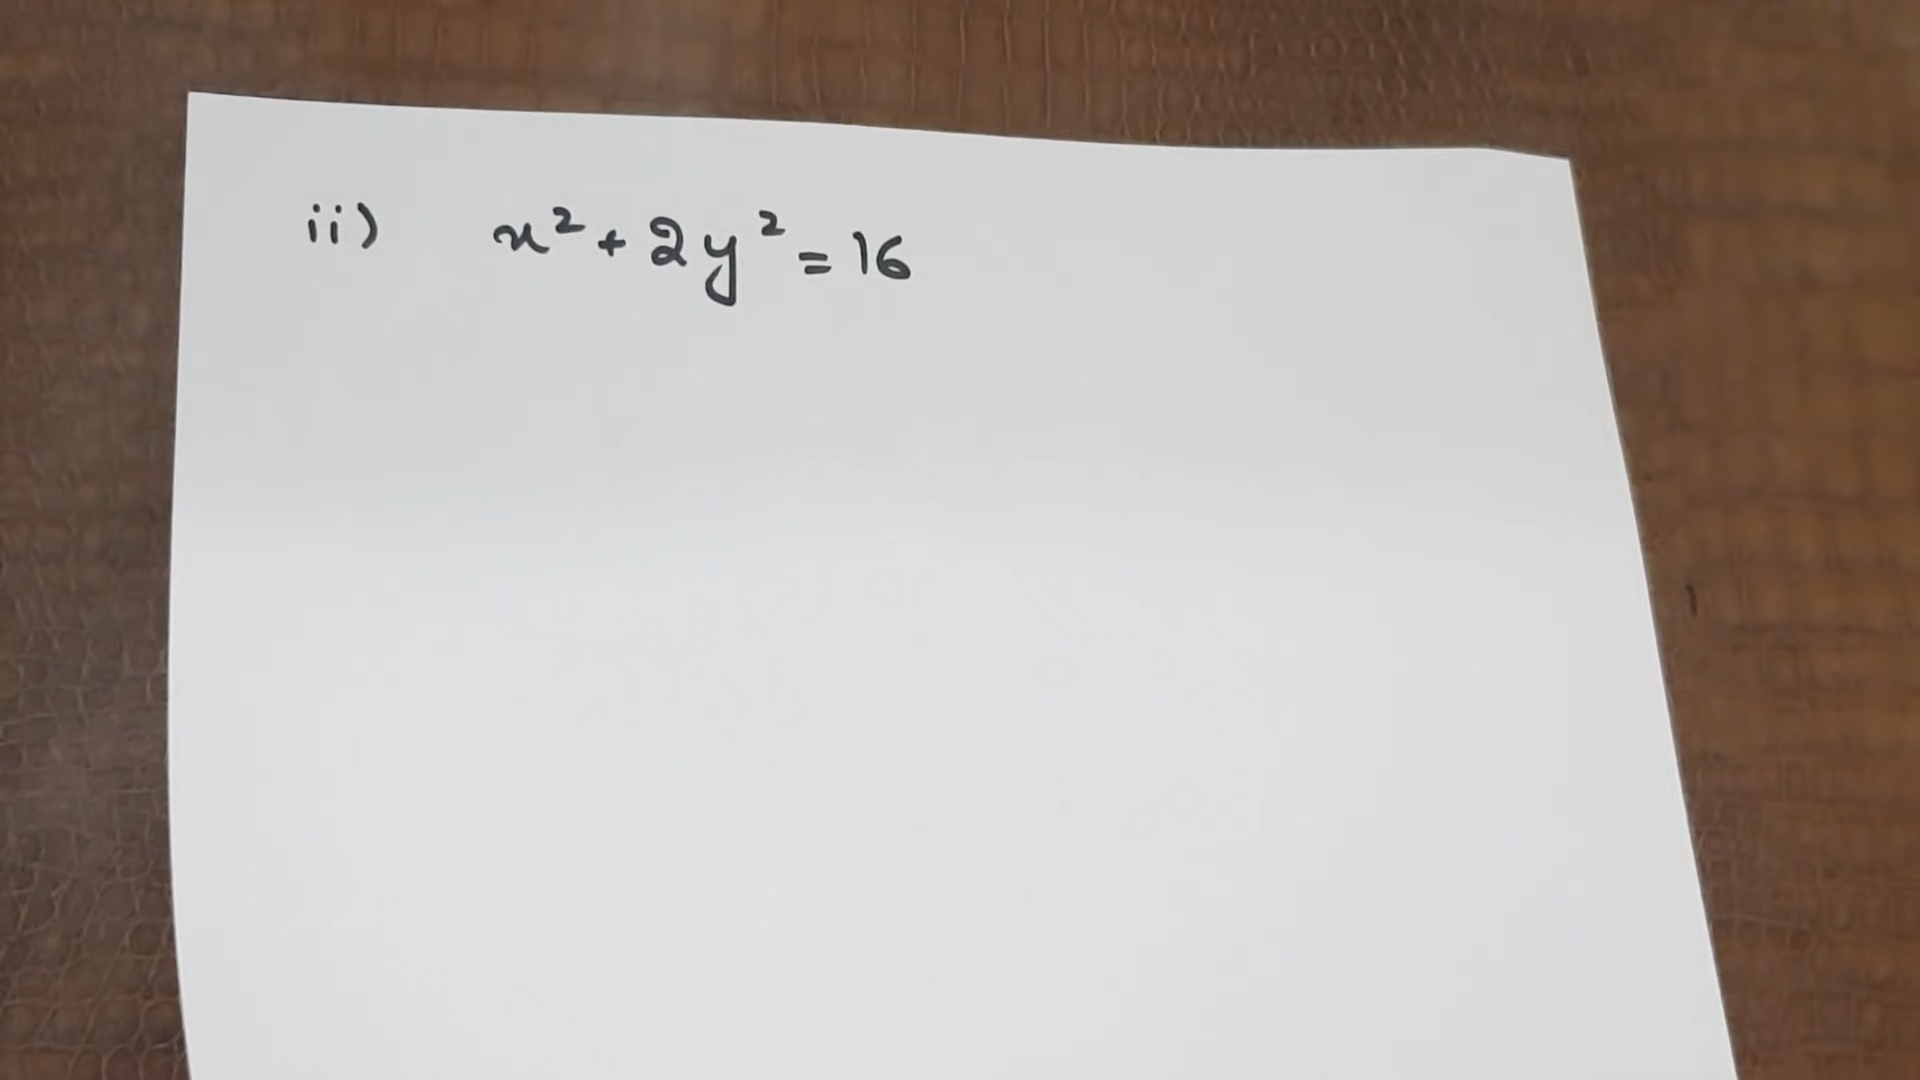 ii) x² + 2y² = 16